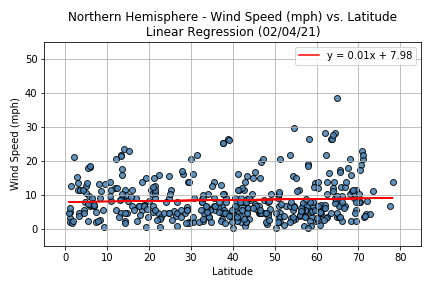 Northern Hemisphere - Wind Speed (mph) vs. Latitude
Linear Regression (02/04/21)
y = 0.01x + 7.98
Wind Speed (mph)
50
40
30
20
10
0
0 10 20 30 40 50 60 70 80
Latitude